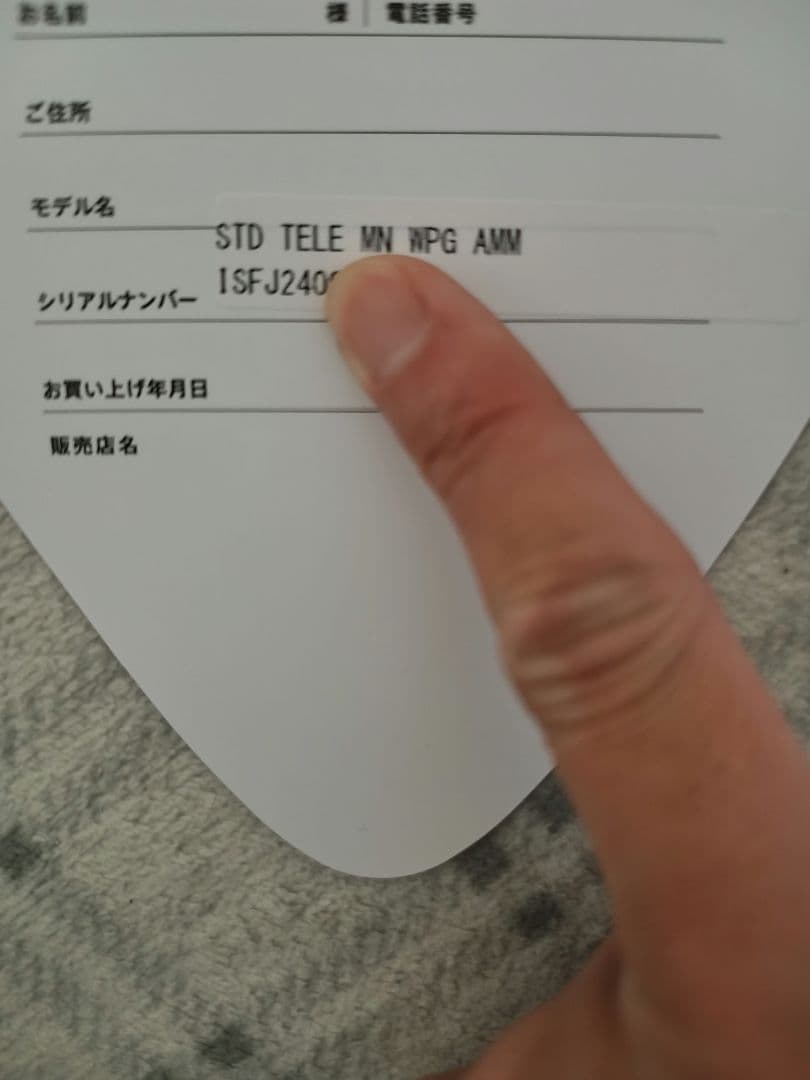 お名前 様 電話番号
ご住所
モデル名 STD TELE MN WPG AMM
シリアルナンバー ISFJ240
お買い上げ年月日
販売店名